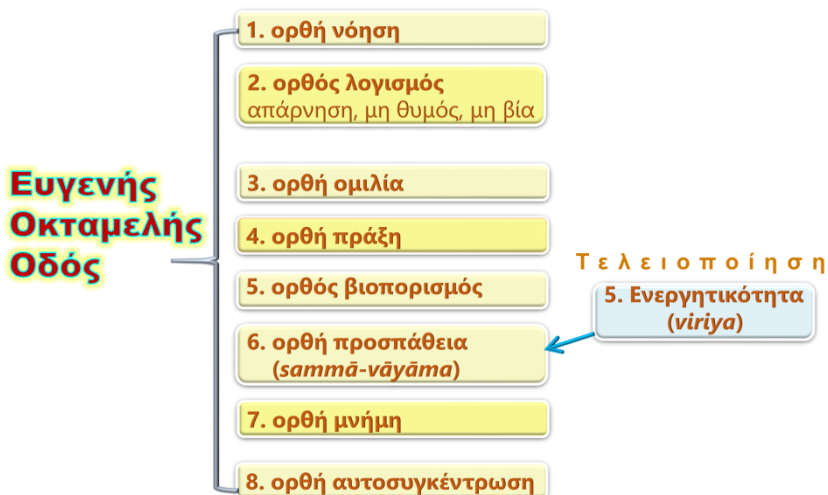 Ευγενής
Οκταμελής
Οδός
1. ορθή νόηση
2. ορθός λογισμός
απάρνηση, μη θυμός, μη βία
3. ορθή ομιλία
4. ορθή πράξη
5. ορθός βιοπορισμός
6. ορθή προσπάθεια
(sammā-vāyāma)
7. ορθή μνήμη
8. ορθή αυτοσυγκέντρωση
Τελειοποίηση
5. Ενεργητικότητα
(viriya)